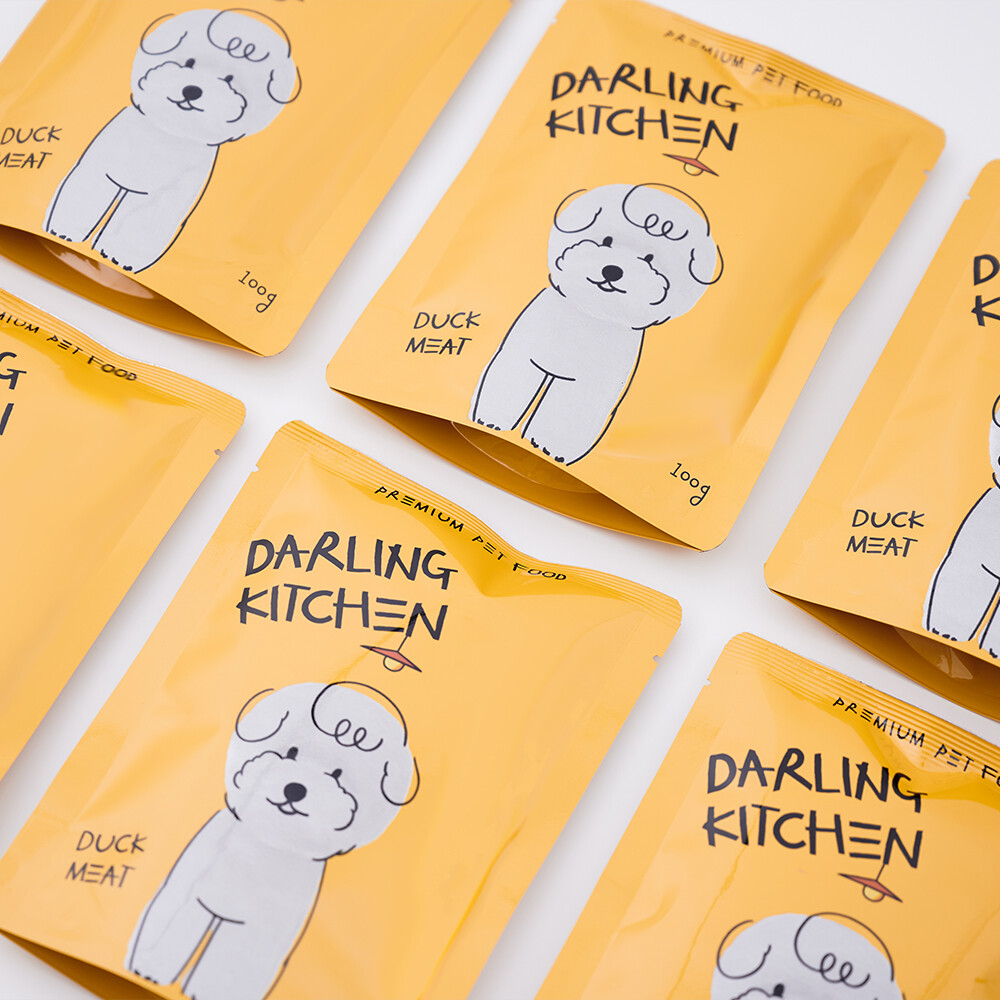 DUCK
MEAT
100g
PREMIUM PET FOOD
DARLING
KITCHEN
DUCK
MEAT
100g
DUCK
MEAT
PET FOOD
PREMIUM PET FOOD
DARLING
KITCHEN
DUCK
MEAT
PREMIUM PET
DARLING
KITCHEN